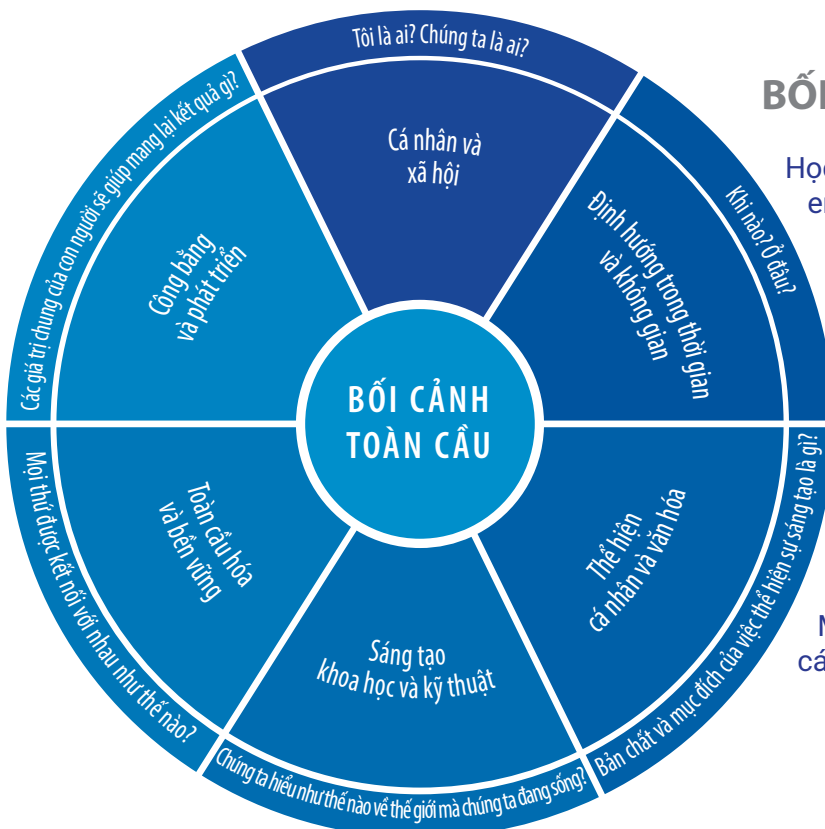 Tôi là ai? Chúng ta là ai?
Cá nhân và
xã hội
Khi nào? Ở đâu?
Định hướng trong thời gian
và không gian
Bản chất và mục đích của việc thể hiện sự sáng tạo là gì?
Thể hiện
cá nhân và văn hóa
Chúng ta hiểu như thế nào về thế giới mà chúng ta đang sống?
Sáng tạo
khoa học và kỹ thuật
Mọi thứ được kết nối với nhau như thế nào?
Toàn cầu hóa
và bền vững
Các giá trị chung của con người sẽ giúp mang lại kết quả gì?
Công bằng
và phát triển
BỐI CẢNH
TOÀN CẦU
BỐI
Học